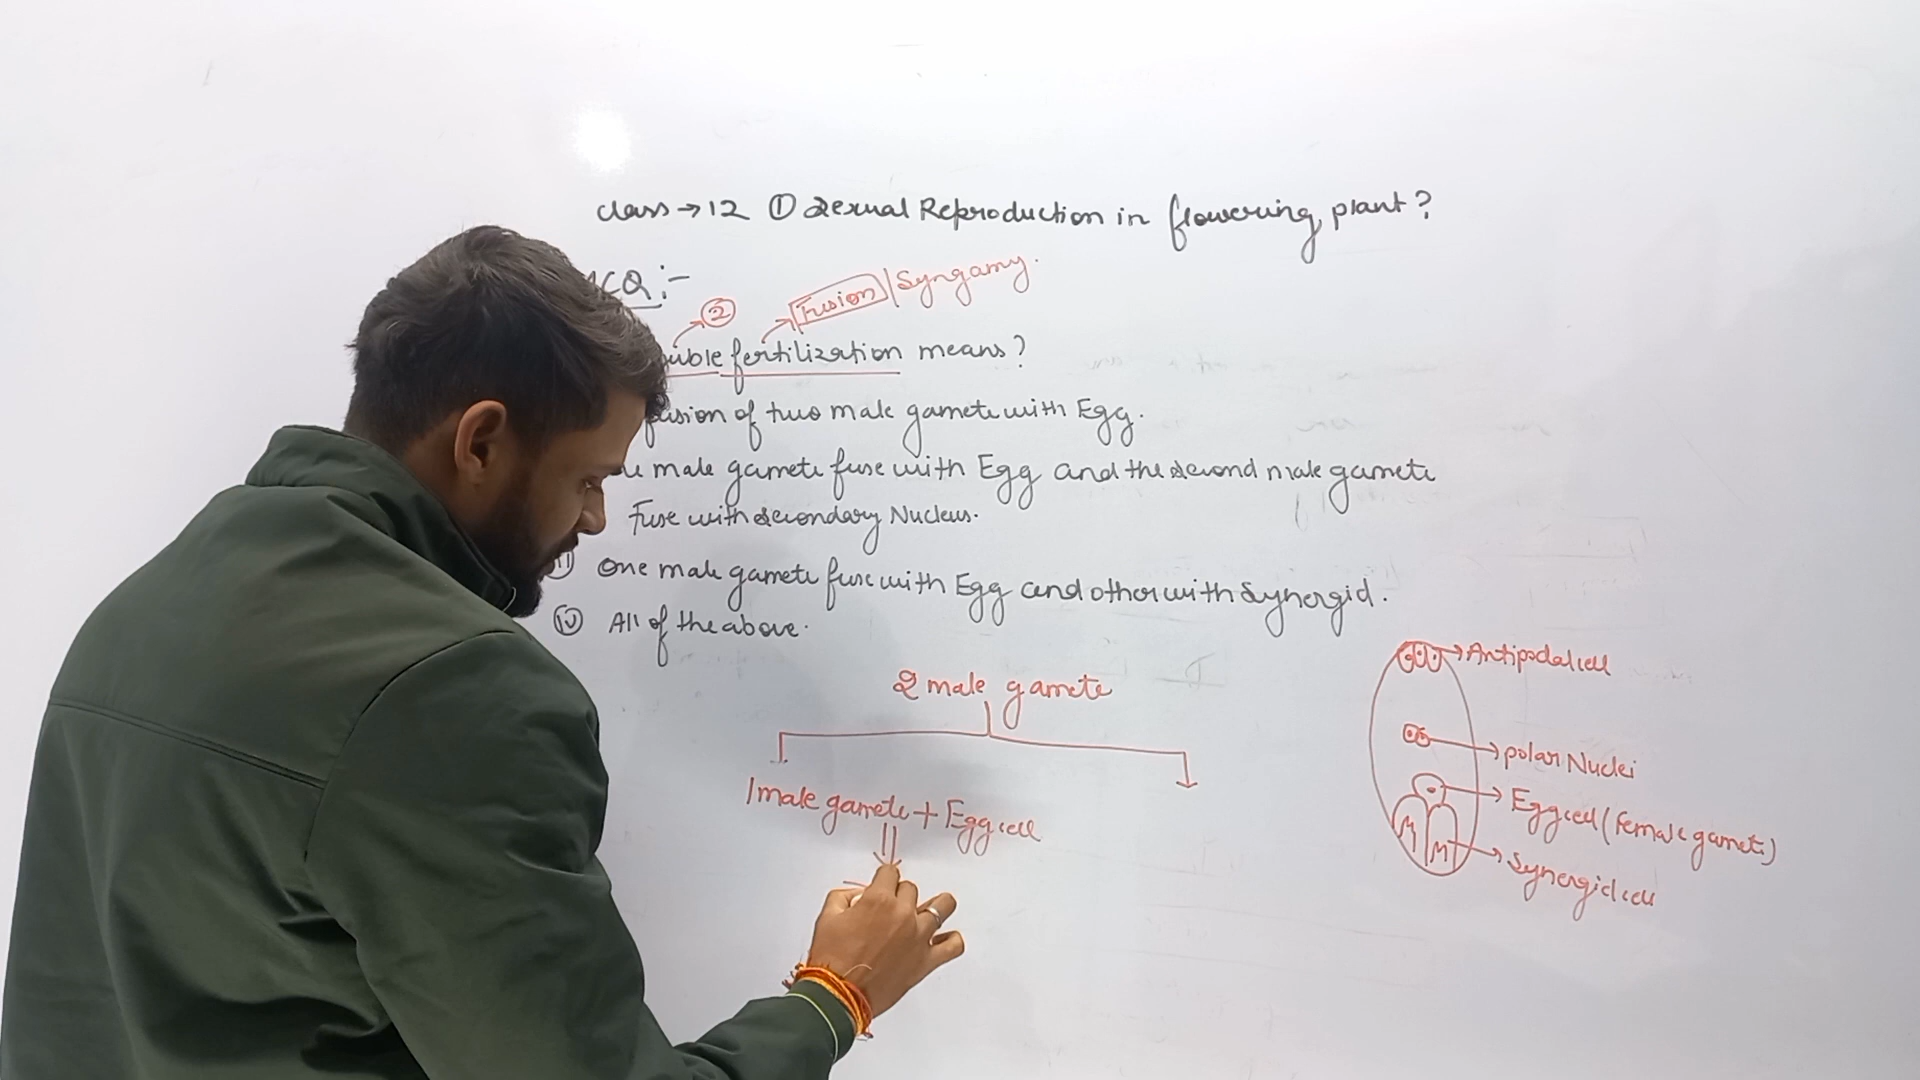 class → 12 ① Sexual Reproduction in flowering plant?
CQ :-
② Fusion / Syngamy.
uble fertilization means?
fusion of two male gamete with Egg.
male gamete fuse with Egg and the second male gamete
Fuse with secondary Nucleus.
One male gamete fuse with Egg and other with Synergid.
iv All of the above.
2 male gamete
1 male gamete + Egg cell
Antipodal cell
polar Nuclei
Egg cell (female gamete)
Synergid cell